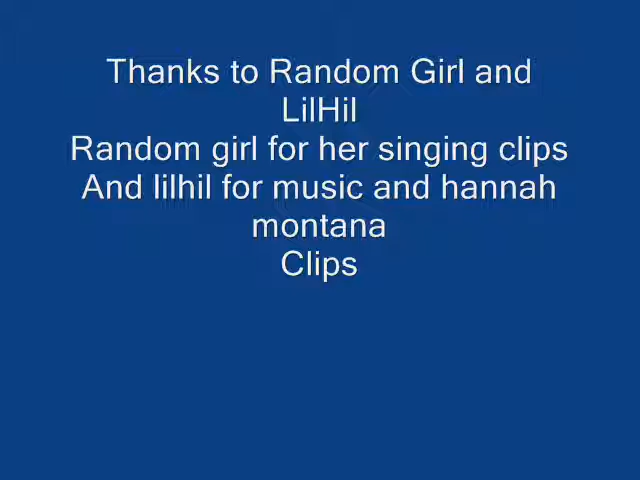 Thanks to Random Girl and
LilHil
Random girl for her singing clips
And lilhil for music and hannah
montana
Clips